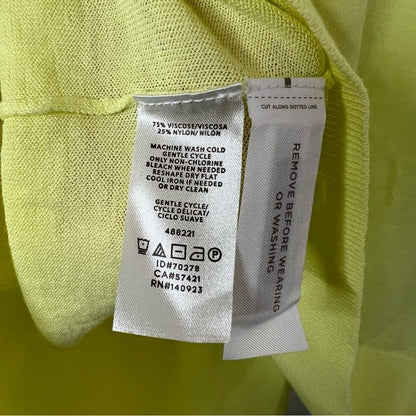 75% VISCOSE/VISCOSA
25% NYLON/NILÓN
MACHINE WASH COLD
GENTLE CYCLE
ONLY NON-CHLORINE
BLEACH WHEN NEEDED
RESHAPE DRY FLAT
COOL IRON IF NEEDED
OR DRY CLEAN
GENTLE CYCLE/
CYCLE DÉLICAT/
CICLO SUAVE
488221
ID#70278
CA#57421
RN#140923
CUT ALONG DOTTED LINE
REMOVE BEFORE WEARING
OR WASHING